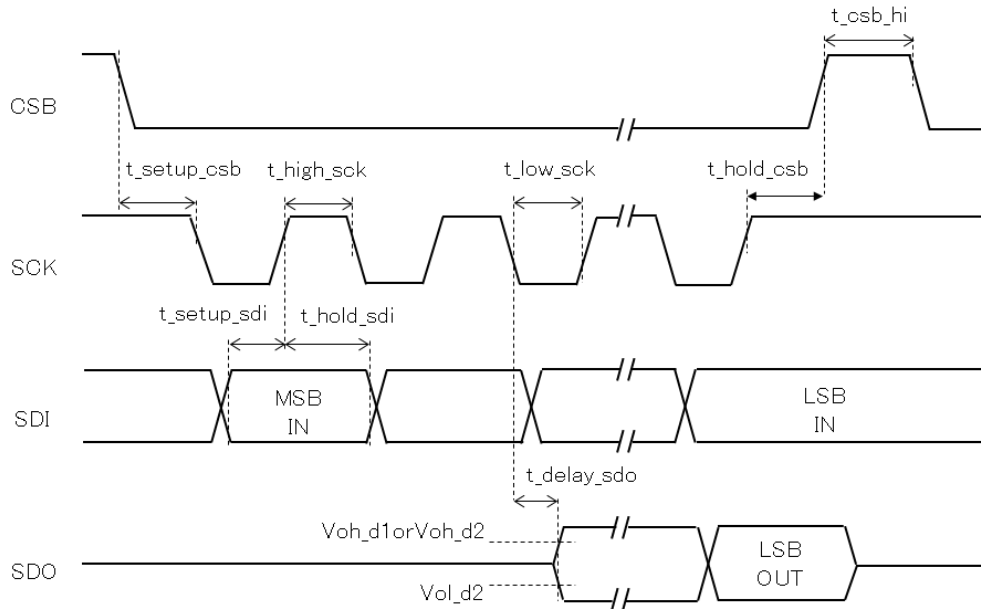 t_csb_hi
CSB
t_setup_csb
t_high_sck
t_low_sck
t_hold_csb
SCK
t_setup_sdi
t_hold_sdi
SDI
MSB
IN
LSB
IN
t_delay_sdo
Voh_d1orVoh_d2
SDO
LSB
OUT
Vol_d2